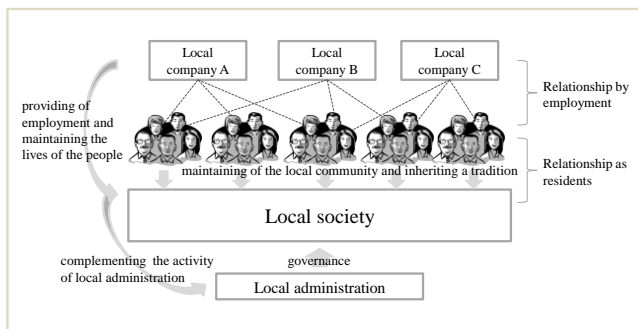 Local
company A
Local
company B
Local
company C
providing of
employment and
maintaining the
lives of the people
Relationship by
employment
Relationship as
residents
maintaining of the local community and inheriting a tradition
Local society
complementing the activity
of local administration
governance
Local administration